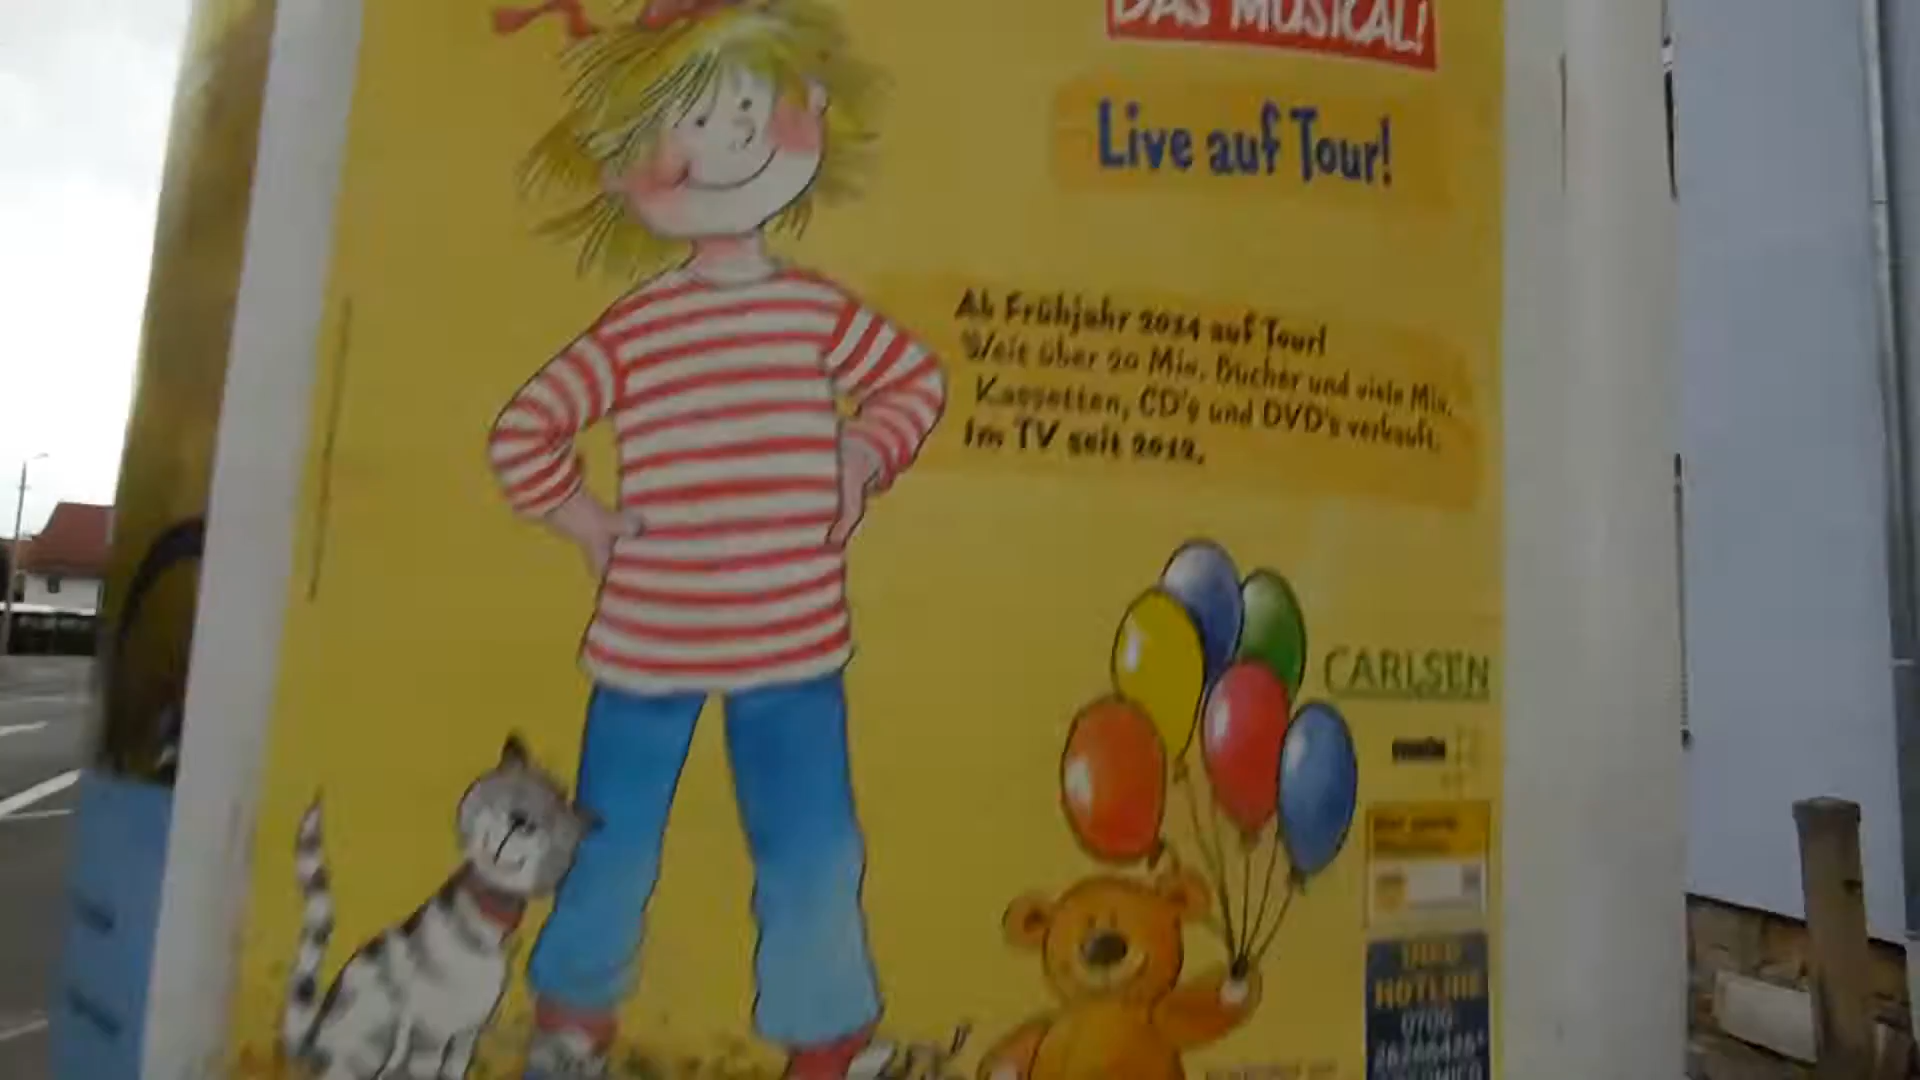 DAS MUSICAL!
Live auf Tour!
Ab Frühjahr 2014 auf Tour!
Weit über 20 Mio. Bücher und viele Mio.
Kassetten, CD's und DVD's verkauft.
Im TV seit 2012.
CARLSEN
HOTLINE
0700